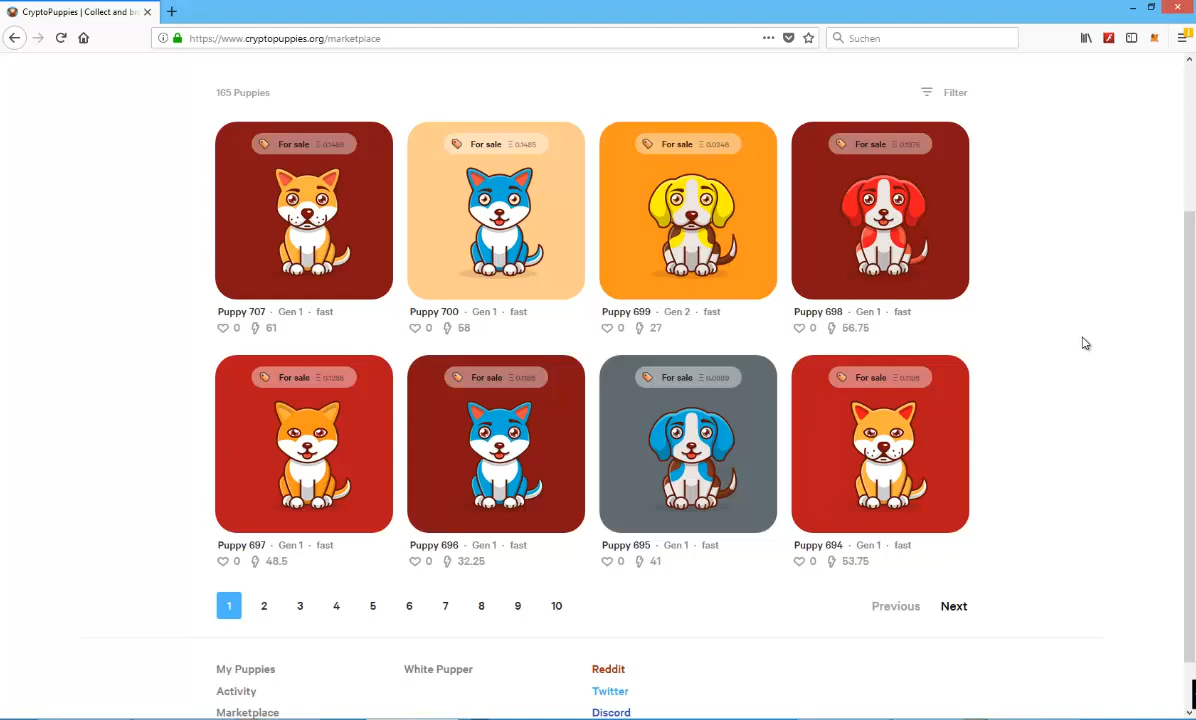 CryptoPuppies | Collect and br
https://www.cryptopuppies.org/marketplace
Suchen
165 Puppies
Filter
For sale Ξ 0.1485
For sale Ξ 0.0246
For sale
For sale
Puppy 707 · Gen 1 · fast
0 61
Puppy 700 · Gen 1 · fast
0 58
Puppy 699 · Gen 2 · fast
0 27
Puppy 698 · Gen 1 · fast
0 56.75
For sale
For sale
For sale
For sale
Puppy 697 · Gen 1 · fast
0 48.5
Puppy 696 · Gen 1 · fast
0 32.25
Puppy 695 · Gen 1 · fast
0 41
Puppy 694 · Gen 1 · fast
0 53.75
1 2 3 4 5 6 7 8 9 10
Previous Next
My Puppies
Activity
Marketplace
White Pupper
Reddit
Twitter
Discord